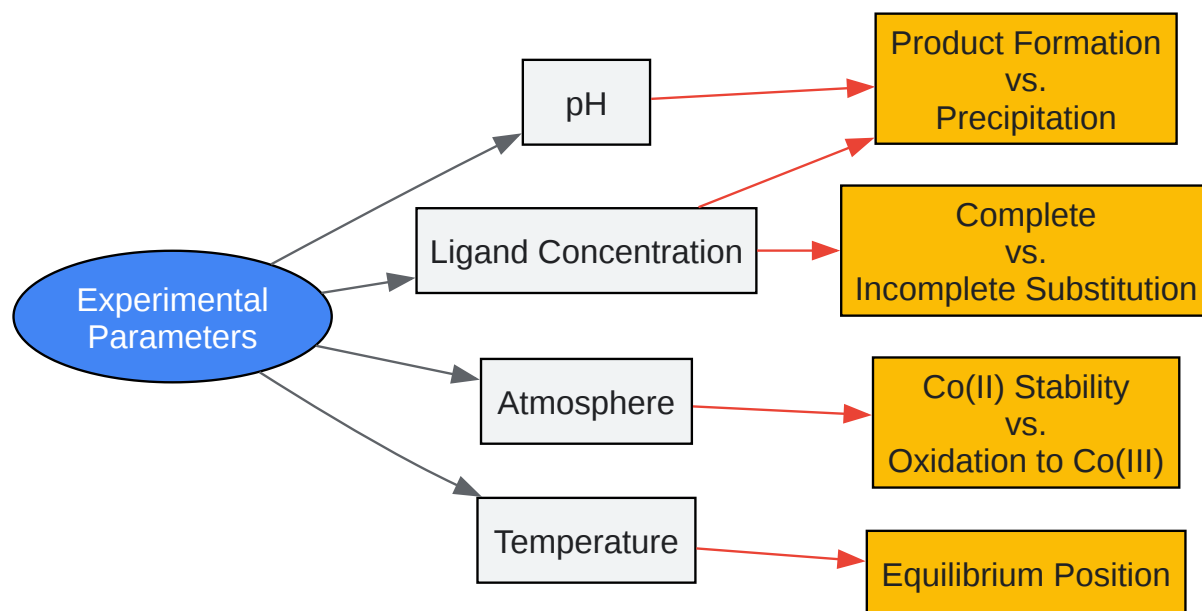 Experimental
Parameters
pH
Ligand Concentration
Atmosphere
Temperature
Product Formation
vs.
Precipitation
Complete
vs.
Incomplete Substitution
Co(II) Stability
vs.
Oxidation to Co(III)
Equilibrium Position